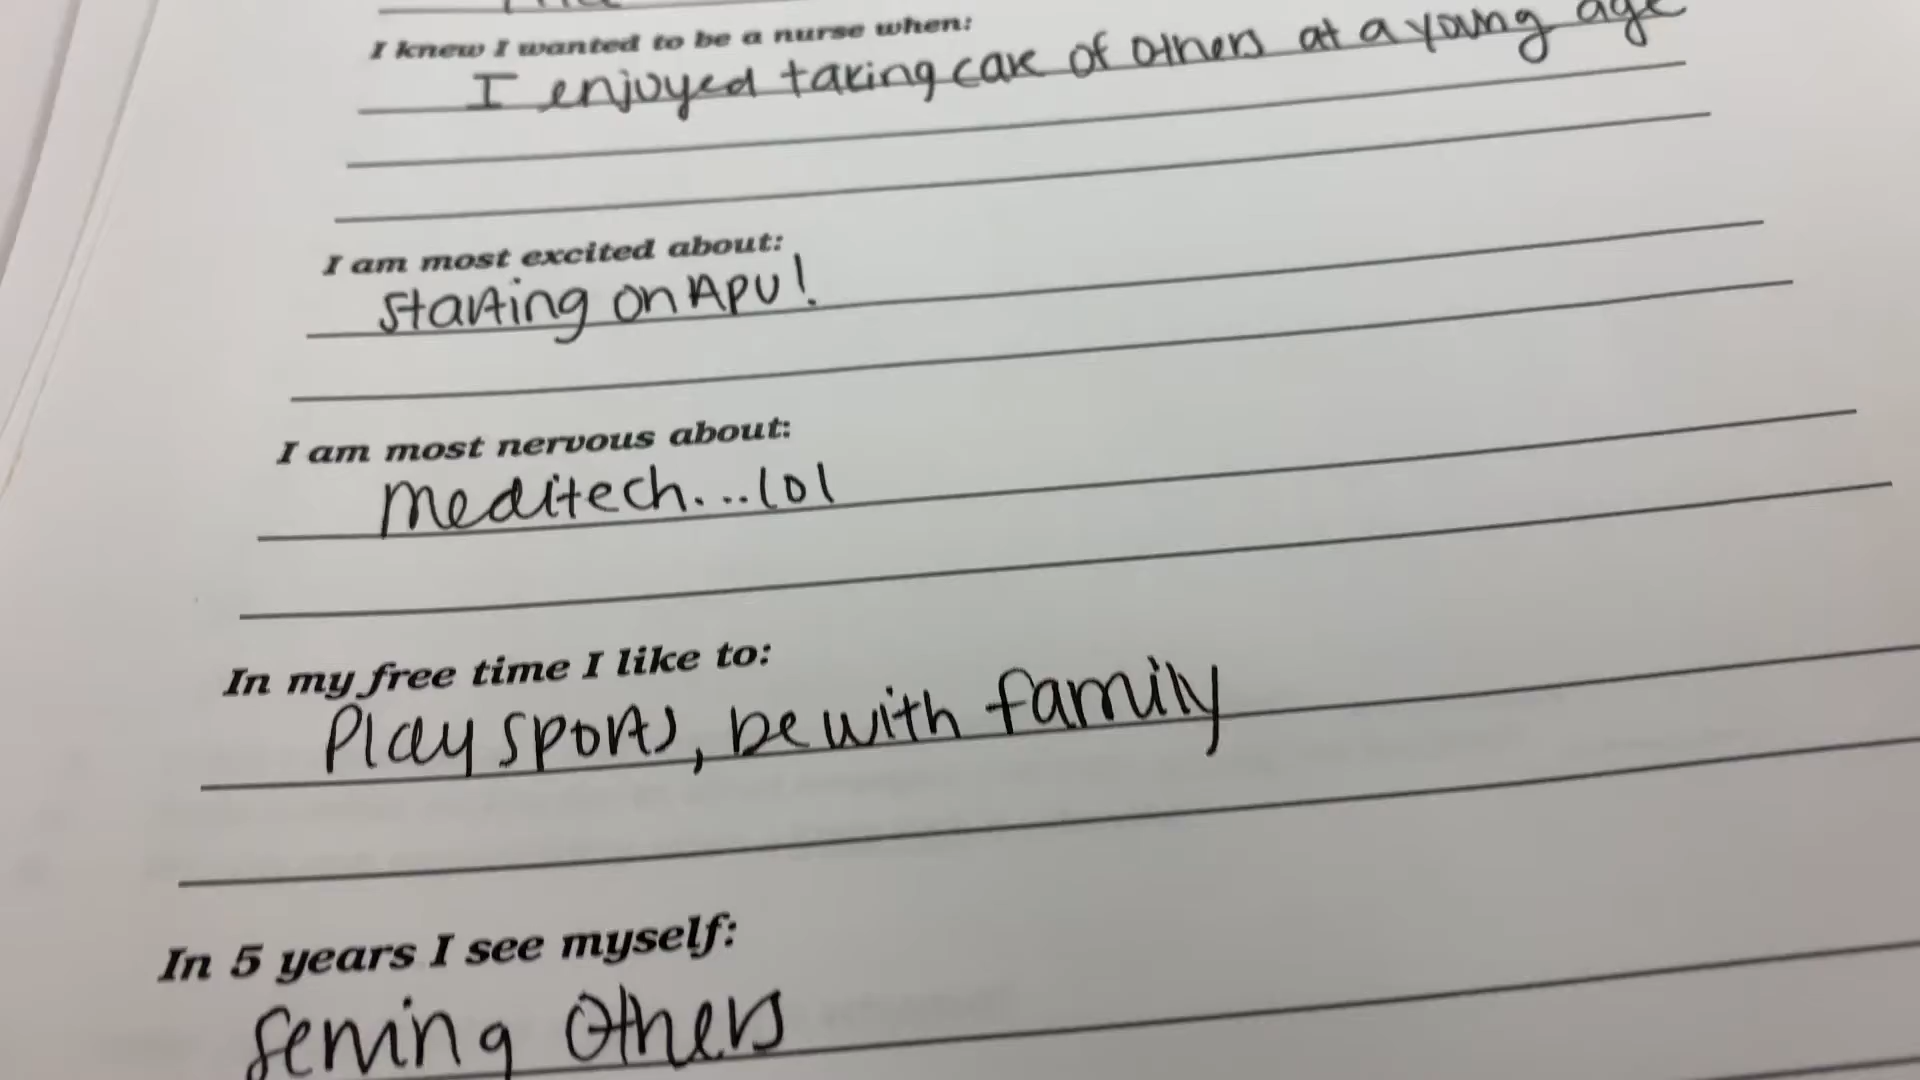 I knew I wanted to be a nurse when:
I enjoyed taking care of others at a young age
I am most excited about:
Starting on APU!
I am most nervous about:
Meditech...lol
In my free time I like to:
Play sports, be with family
In 5 years I see myself:
Serving others